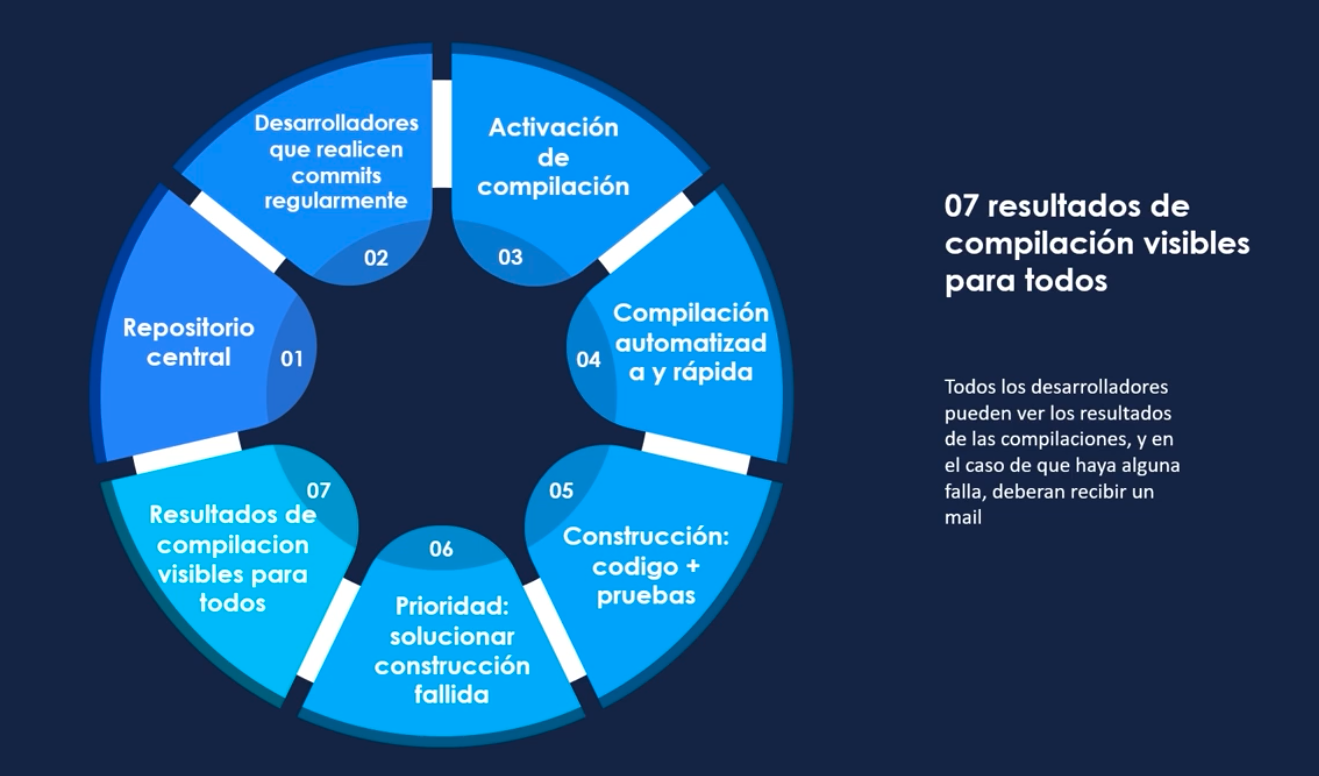 Desarrolladores
que realicen
commits
regularmente
02
Activación
de
compilación
03
Repositorio
central
01
Compilación
automatizad
a y rápida
04
07
Resultados de
compilacion
visibles para
todos
05
Construcción:
codigo +
pruebas
06
Prioridad:
solucionar
construcción
fallida
07 resultados de
compilación visibles
para todos
Todos los desarrolladores
pueden ver los resultados
de las compilaciones, y en
el caso de que haya alguna
falla, deberan recibir un
mail